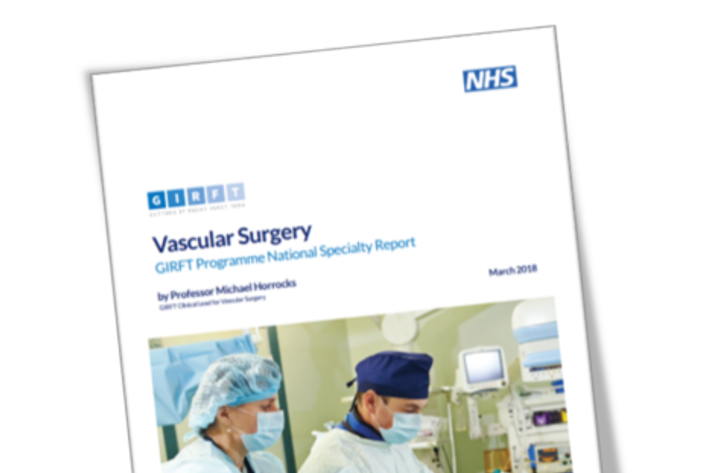 NHS
GIRFT
GETTING IT RIGHT FIRST TIME
Vascular Surgery
GIRFT Programme National Specialty Report
by Professor Michael Horrocks
GIRFT Clinical Lead for Vascular Surgery
March 2018